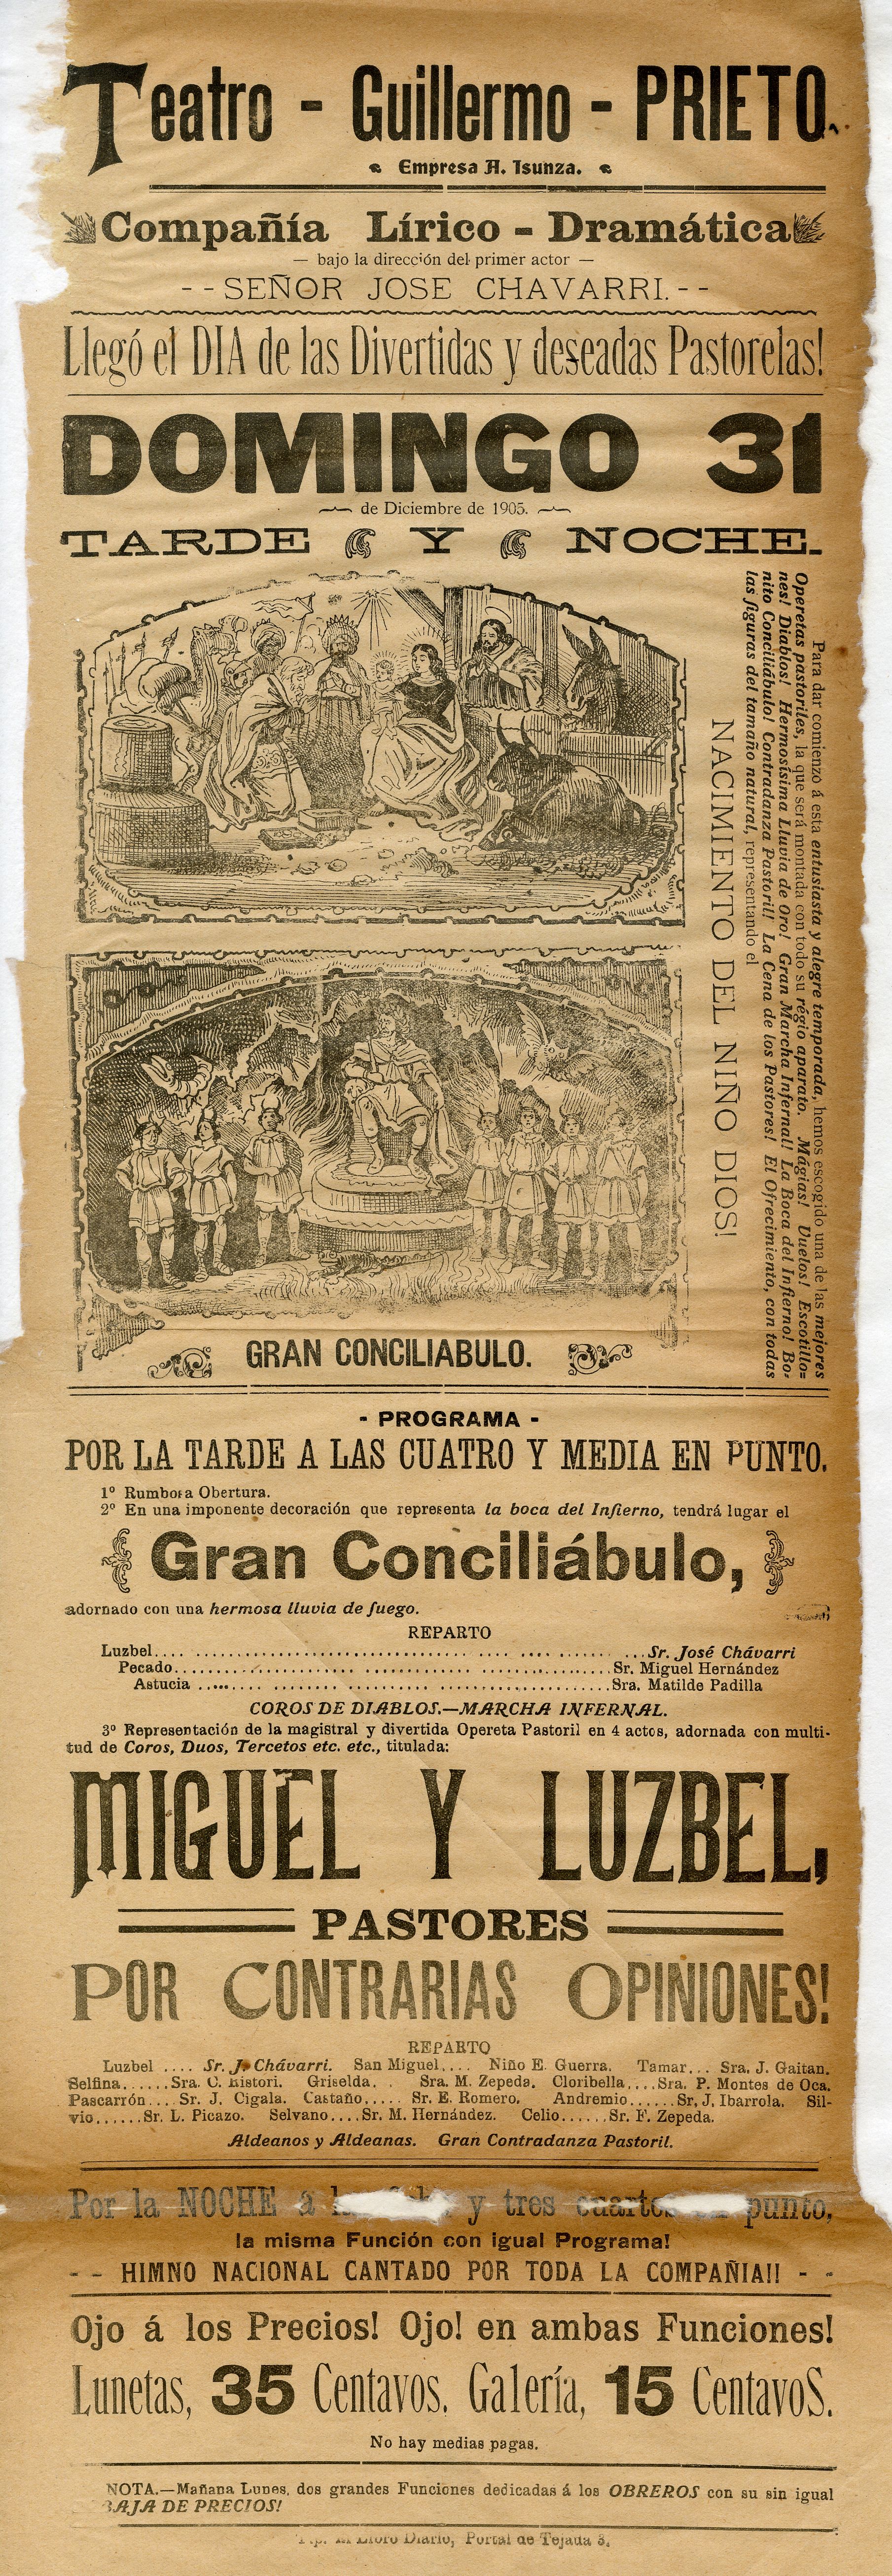 Teatro - Guillermo - PRIETO.
Empresa A. Isunza.
Compañía Lírico - Dramática
— bajo la dirección del primer actor —
- - SEÑOR JOSE CHAVARRI. - -
Llegó el DIA de las Divertidas y deseadas Pastorelas!
DOMINGO 31
de Diciembre de 1905.
TARDE Y NOCHE.
Para dar comienzo á esta entusiasta y alegre temporada, hemos escogido una de las mejores
Operetas pastoriles, la que será montada con todo su régio aparato. Mágias! Vuelos! Escotillo=
nes! Diablos! Hermosísima Lluvia de Oro! Gran Marcha Infernal! La Boca del Infierno! Bo-
nito Conciliábulo! Contradanza Pastoril! La Cena de los Pastores! El Ofrecimiento, con todas
las figuras del tamaño natural, representando el
NACIMIENTO DEL NIÑO DIOS!
GRAN CONCILIABULO.
- PROGRAMA -
POR LA TARDE A LAS CUATRO Y MEDIA EN PUNTO.
1º Rumbosa Obertura.
2º En una imponente decoración que representa la boca del Infierno, tendrá lugar el
Gran Conciliábulo,
adornado con una hermosa lluvia de fuego.
REPARTO
Luzbel.... Sr. José Chávarri
Pecado.... Sr. Miguel Hernández
Astucia .... Sra. Matilde Padilla
COROS DE DIABLOS.—MARCHA INFERNAL.
3º Representación de la magistral y divertida Opereta Pastoril en 4 actos, adornada con multi-
tud de Coros, Duos, Tercetos etc. etc., titulada:
MIGUEL Y LUZBEL,
PASTORES
POR CONTRARIAS OPINIONES!
REPARTO
Luzbel .... Sr. J. Chávarri. San Miguel.... Niño E. Guerra. Tamar... Sra. J. Gaitan.
Selfina......Sra. C. Ristori. Griselda. . Sra. M. Zepeda. Cloribella....Sra. P. Montes de Oca.
Pascarrón....Sr. J. Cigala. Castaño..... Sr. E. Romero. Andremio......Sr. J. Ibarrola. Sil-
vio......Sr. L. Picazo. Selvano....Sr. M. Hernández. Celio......Sr. F. Zepeda.
Aldeanos y Aldeanas. Gran Contradanza Pastoril.
Por la NOCHE a y tres cuartos punto,
la misma Función con igual Programa!
- - HIMNO NACIONAL CANTADO POR TODA LA COMPAÑIA!! - -
Ojo á los Precios! Ojo! en ambas Funciones!
Lunetas, 35 Centavos. Galería, 15 CentavoS.
No hay medias pagas.
NOTA.—Mañana Lunes, dos grandes Funciones dedicadas á los OBREROS con su sin igual
BAJA DE PRECIOS!
Diario, Portal de Tejada 3.